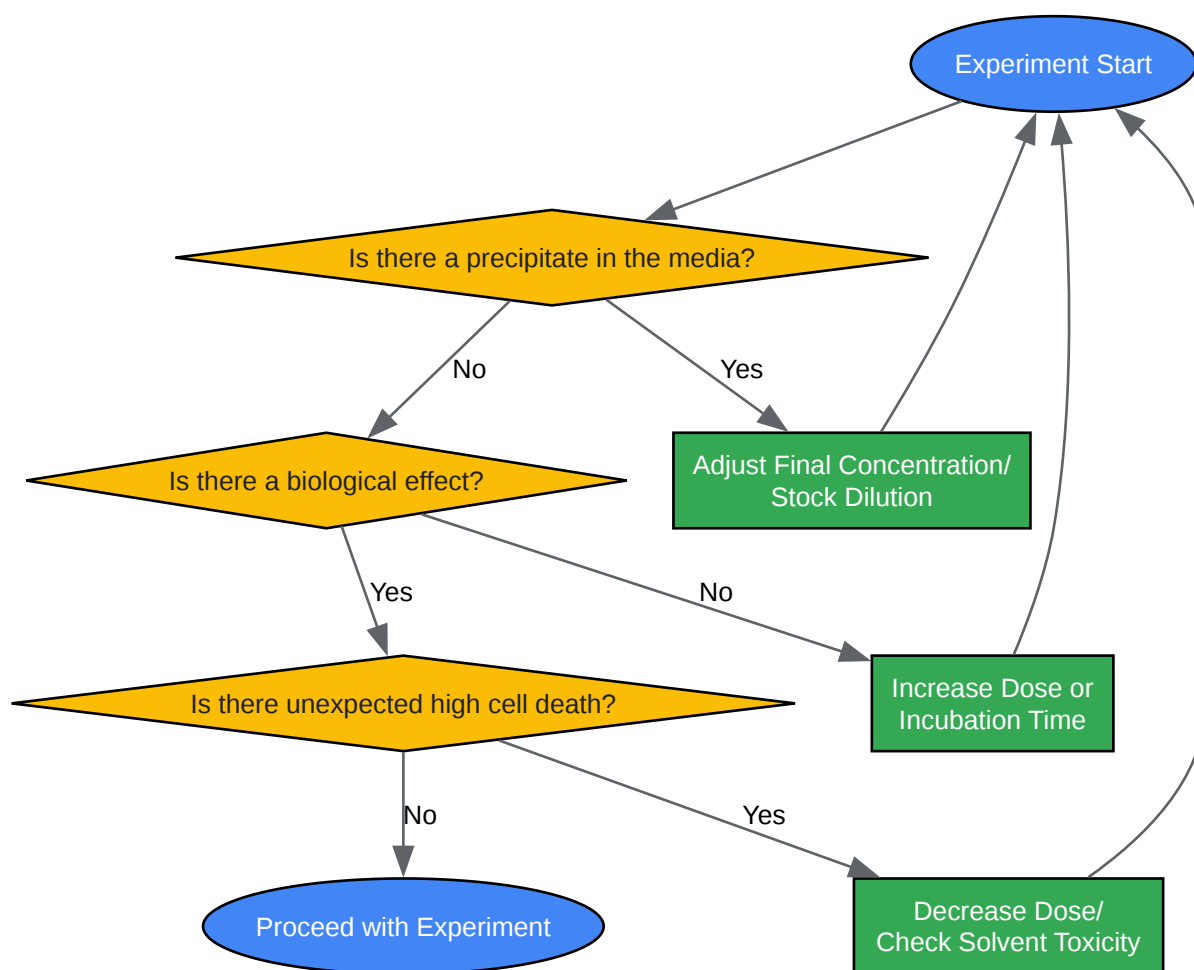 Experiment Start
Is there a precipitate in the media?
No
Yes
Is there a biological effect?
Adjust Final Concentration/
Stock Dilution
Yes
No
Is there unexpected high cell death?
Increase Dose or
Incubation Time
No
Yes
Proceed with Experiment
Decrease Dose/
Check Solvent Toxicity